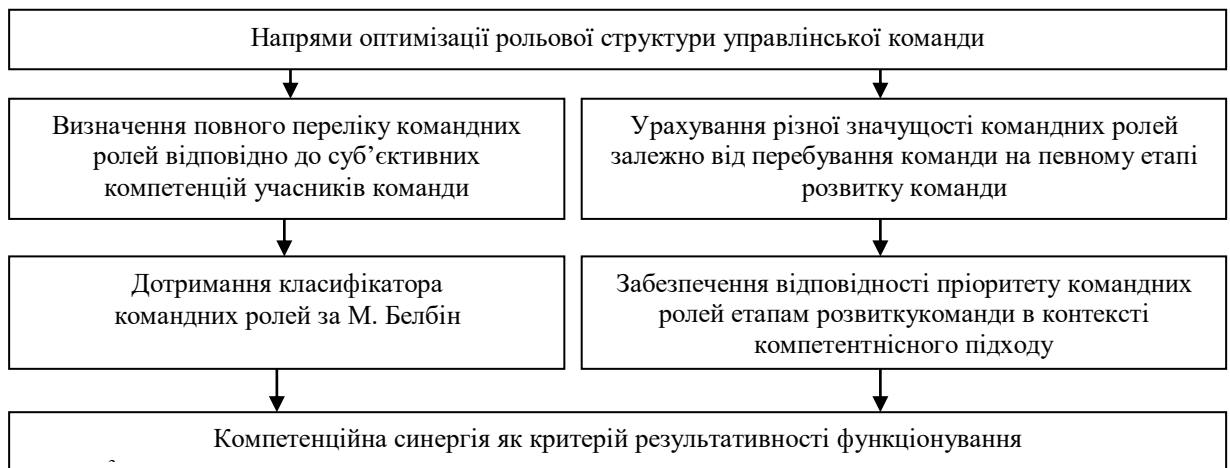 Напрями оптимізації рольової структури управлінської команди
Визначення повного переліку командних
ролей відповідно до суб’єктивних
компетенцій учасників команди
Урахування різної значущості командних ролей
залежно від перебування команди на певному етапі
розвитку команди
Дотримання класифікатора
командних ролей за М. Белбін
Забезпечення відповідності пріоритету командних
ролей етапам розвиткукоманди в контексті
компетентнісного підходу
Компетенційна синергія як критерій результативності функціонування